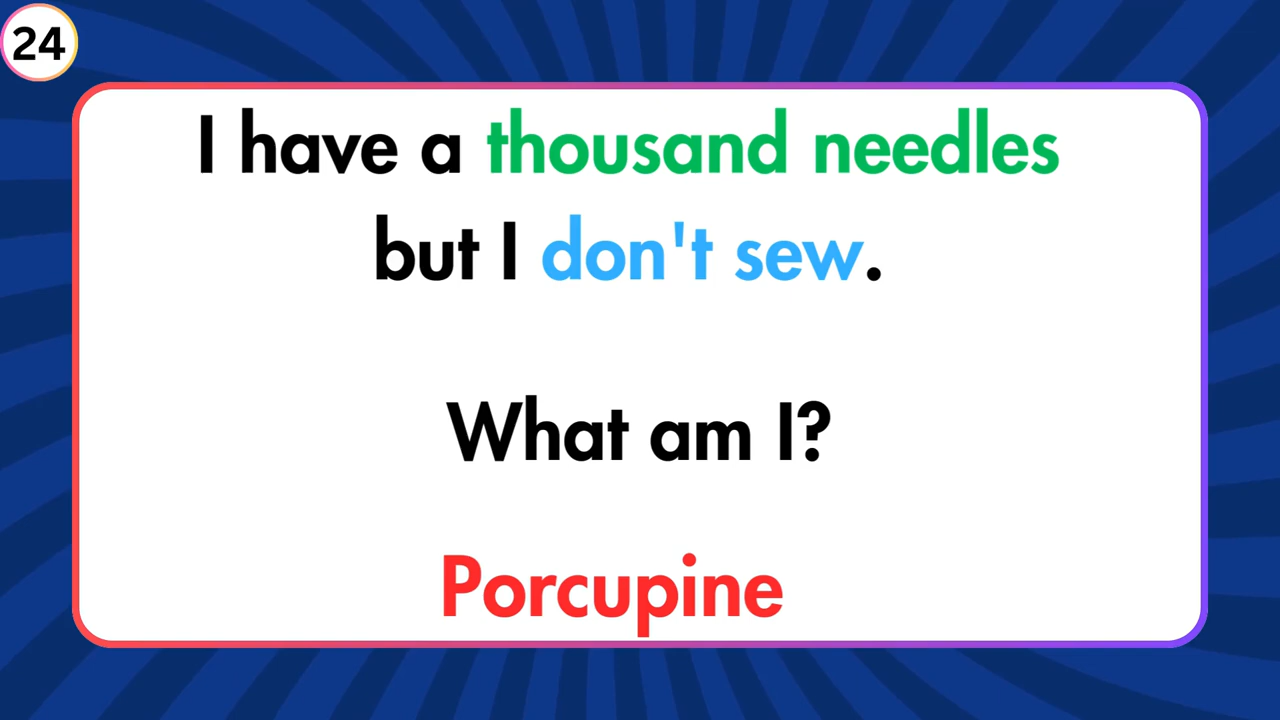 24
I have a thousand needles
but I don't sew.
What am I?
Porcupine